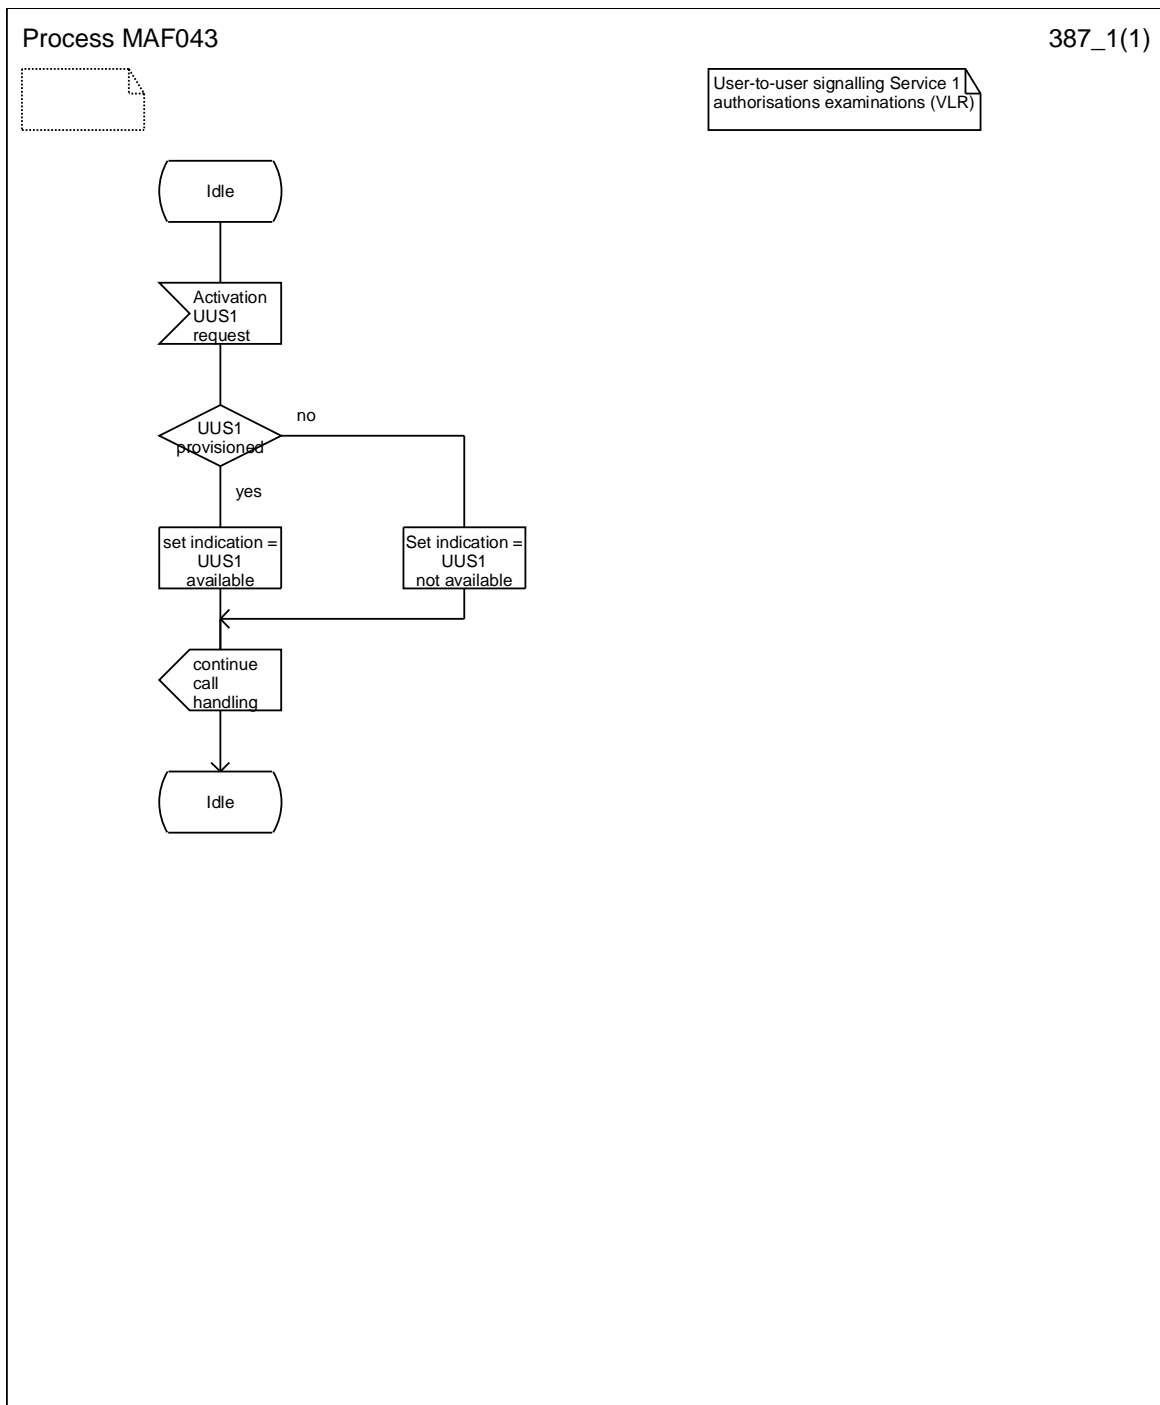 Process MAF043
387_1(1)
User-to-user signalling Service 1
authorisations examinations (VLR)
Idle
Activation
UUS1
request
UUS1
provisioned
no
yes
set indication =
UUS1
available
Set indication =
UUS1
not available
continue
call
handling
Idle